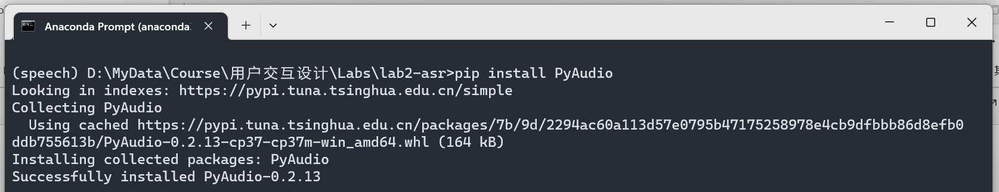 Anaconda Prompt (anaconda
(speech) D:\MyData\Course\用户交互设计\Labs\lab2-asr>pip install PyAudio
Looking in indexes: https://pypi.tuna.tsinghua.edu.cn/simple
Collecting PyAudio
  Using cached https://pypi.tuna.tsinghua.edu.cn/packages/7b/9d/2294ac60a113d57e0795b47175258978e4cb9dfbbb86d8efb0
ddb755613b/PyAudio-0.2.13-cp37-cp37m-win_amd64.whl (164 kB)
Installing collected packages: PyAudio
Successfully installed PyAudio-0.2.13